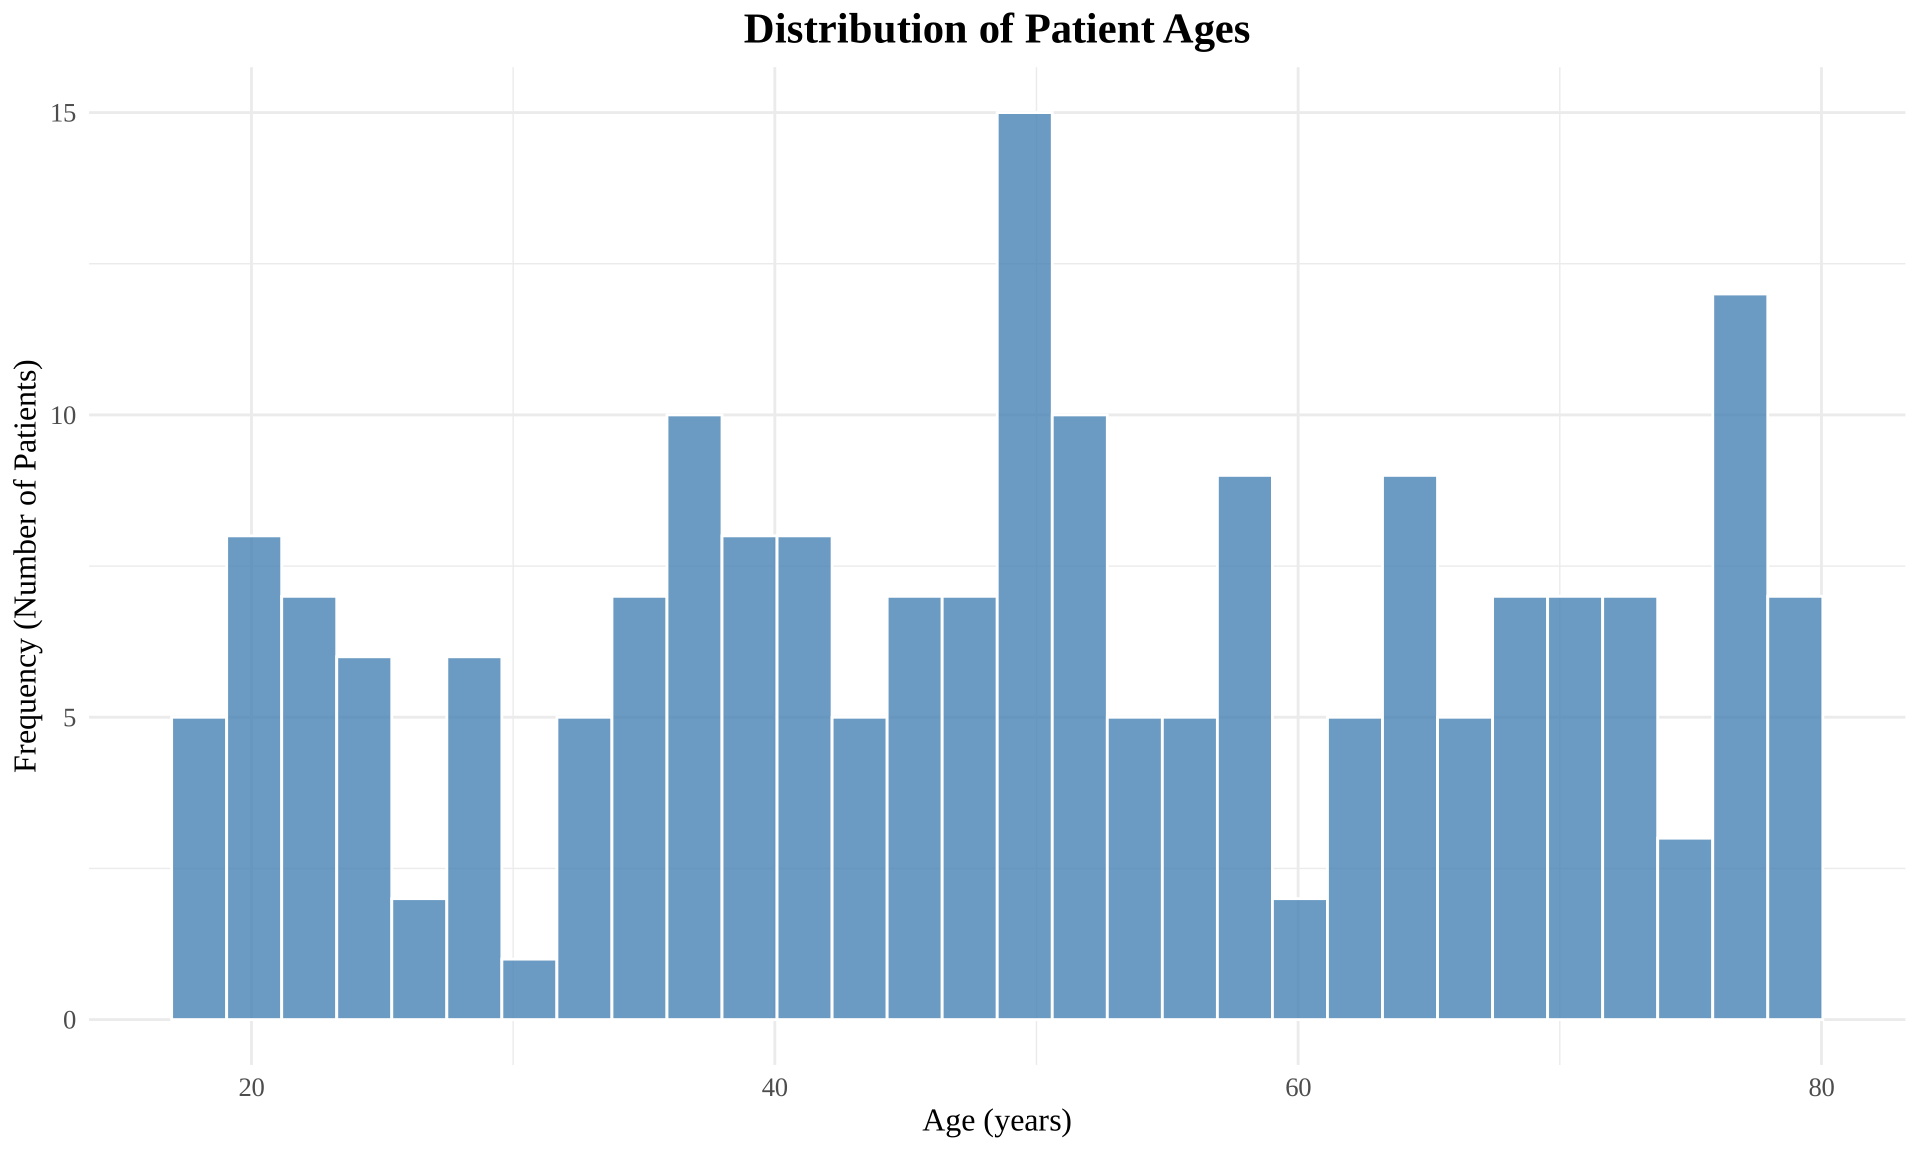 Distribution of Patient Ages
Frequency (Number of Patients)
15
10
5
0
20
40
60
80
Age (years)